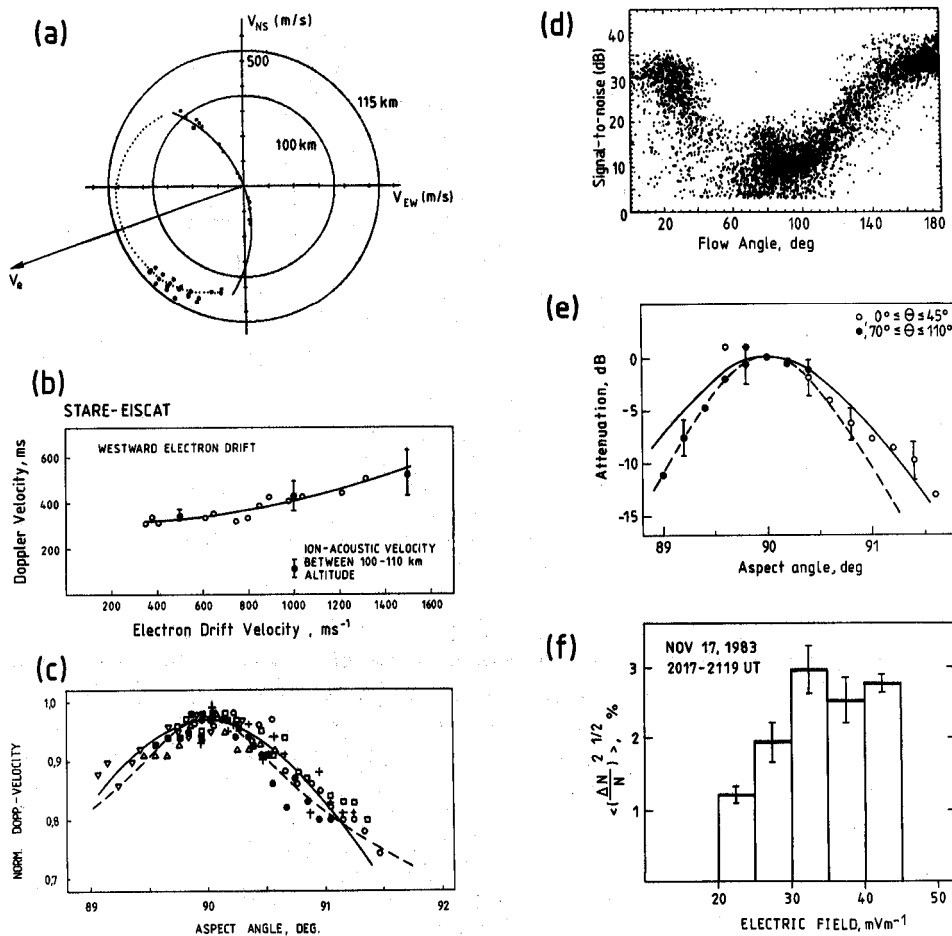 (a)
V_NS (m/s)
500
115 km
100 km
V_EW (m/s)
V_R
(b)
STARE-EISCAT
WESTWARD ELECTRON DRIFT
Doppler Velocity, ms
600
400
200
ION-ACOUSTIC VELOCITY
BETWEEN 100-110 km
ALTITUDE
200 400 600 800 1000 1200 1400 1600
Electron Drift Velocity , ms⁻¹
(c)
NORM. DOPP.-VELOCITY
1,0
0,9
0,8
0,7
89 90 91 92
ASPECT ANGLE, DEG.
(d)
Signal-to-noise (dB)
40
30
20
10
0
0 20 60 100 140 180
Flow Angle, deg
(e)
○ , 0° ≤ Θ ≤ 45°
● , 70° ≤ Θ ≤ 110°
Attenuation, dB
0
-5
-10
-15
89 90 91
Aspect angle, deg
(f)
NOV 17, 1983
2017-2119 UT
<(ΔN/N)² ¹/²>, %
3
2
1
20 30 40 50
ELECTRIC FIELD, mVm⁻¹